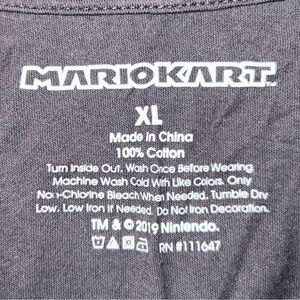 MARIOKART
XL
Made in China
100% Cotton
Turn Inside Out. Wash Once Before Wearing
Machine Wash Cold With Like Colors. Only
Non-Chlorine Bleach When Needed. Tumble Dry
Low. Low Iron If Needed. Do Not Iron Decoration.
TM & © 2019 Nintendo.
RN #111647